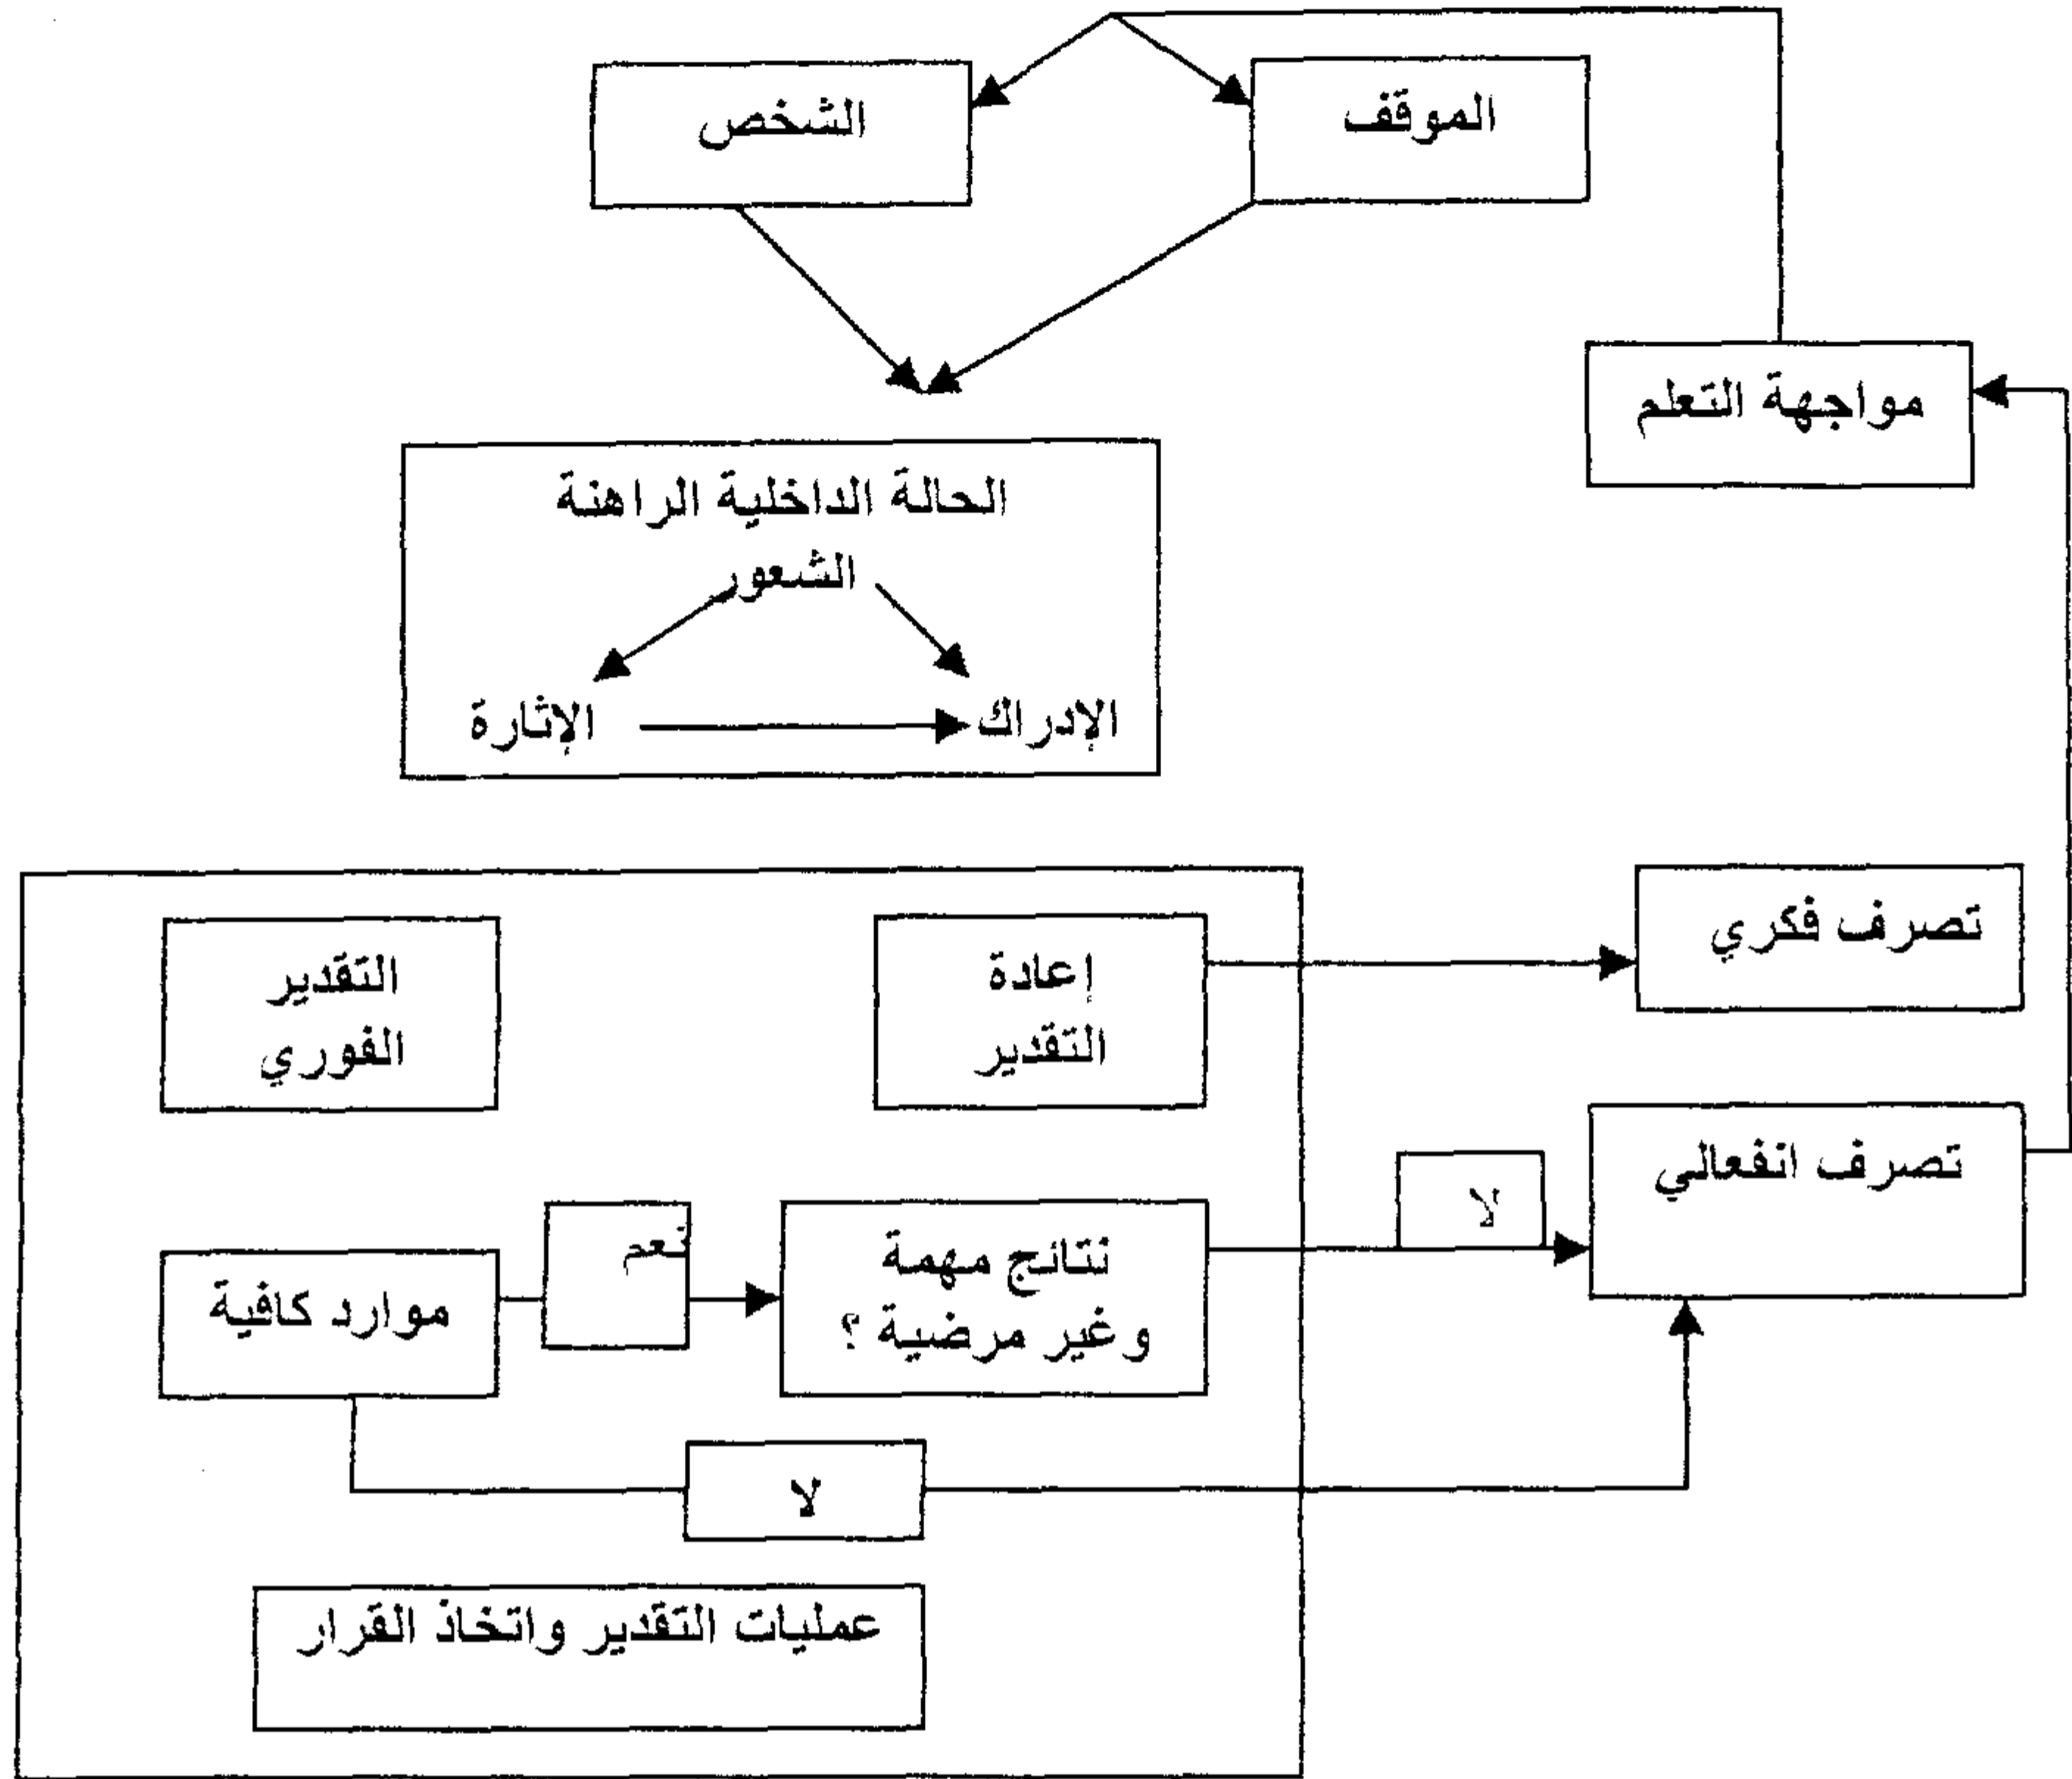 الموقف
الشخص
مواجهة التعلم
الحالة الداخلية الراهنة
الشعور
الإدراك
الإثارة
تصرف فكري
إعادة
التقدير
التقدير
الفوري
تصرف انفعالي
لا
نتائج مهمة
وغير مرضية ؟
نعم
موارد كافية
لا
عمليات التقدير واتخاذ القرار